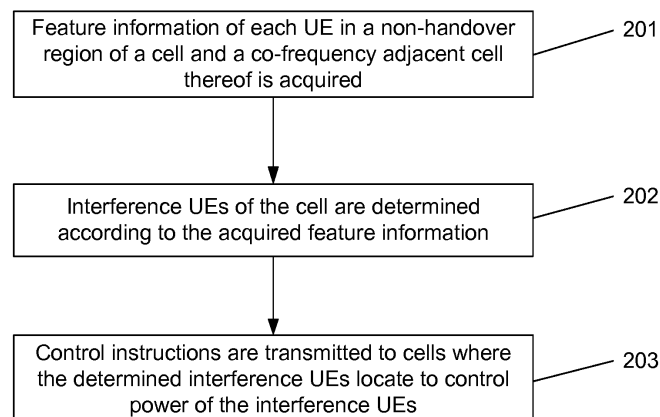 Feature information of each UE in a non-handover
region of a cell and a co-frequency adjacent cell
thereof is acquired
201
Interference UEs of the cell are determined
according to the acquired feature information
202
Control instructions are transmitted to cells where
the determined interference UEs locate to control
power of the interference UEs
203